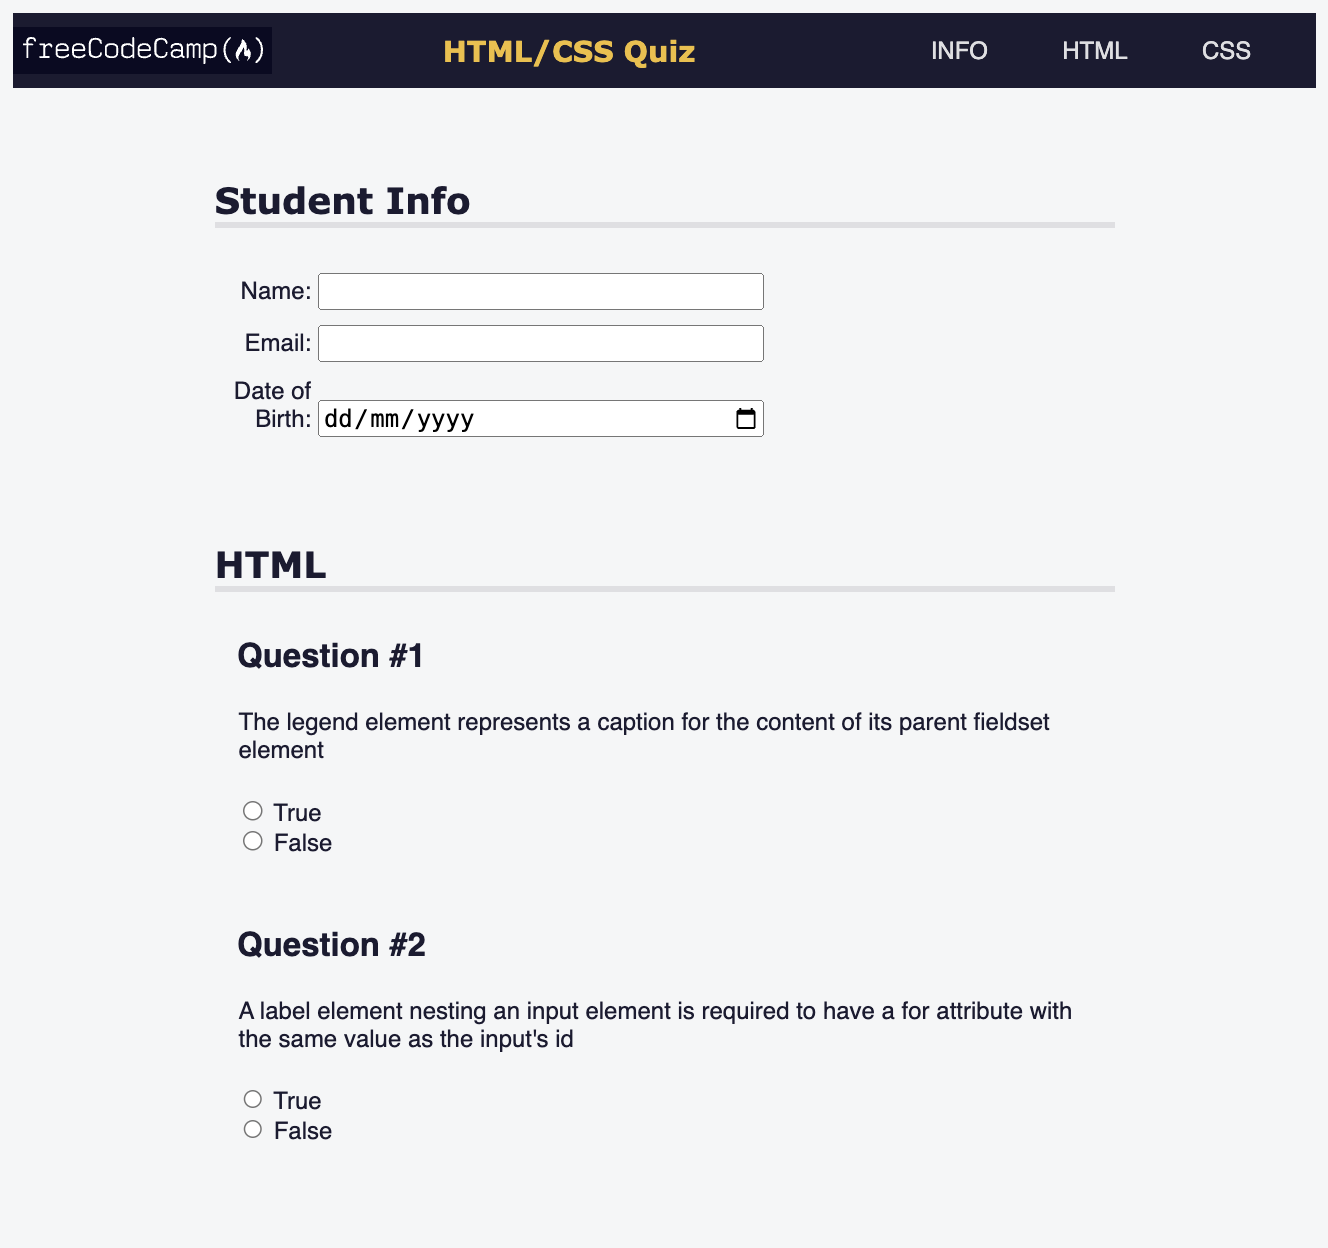 freeCodeCamp
HTML/CSS Quiz
INFO
HTML
CSS
Student Info
Name:
Email:
Date of
Birth:
dd/mm/yyyy
HTML
Question #1
The legend element represents a caption for the content of its parent fieldset
element
True
False
Question #2
A label element nesting an input element is required to have a for attribute with
the same value as the input's id
True
False